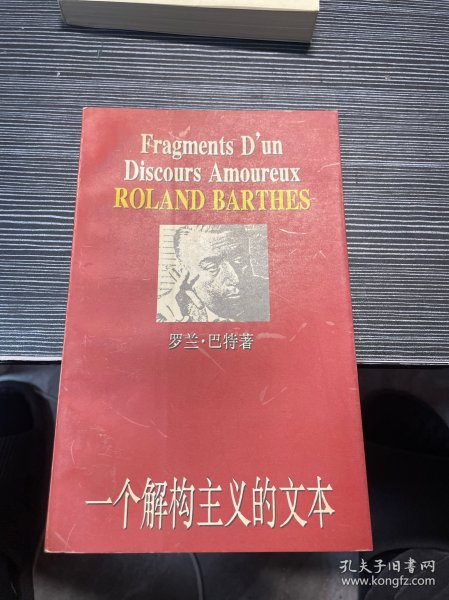 Fragments D'un
Discours Amoureux
ROLAND BARTHES
罗兰·巴特著
一个解构主义的文本
孔夫子旧书网
www.kongfz.com